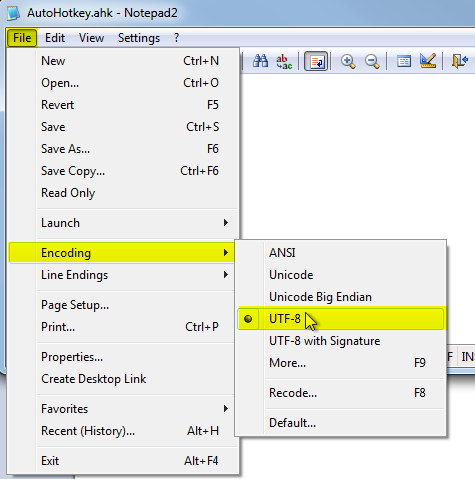 AutoHotkey.ahk - Notepad2
File Edit View Settings ?
New Ctrl+N
Open... Ctrl+O
Revert F5
Save Ctrl+S
Save As... F6
Save Copy... Ctrl+F6
Read Only
Launch
Encoding
Line Endings
Page Setup...
Print... Ctrl+P
Properties...
Create Desktop Link
Favorites
Recent (History)... Alt+H
Exit Alt+F4
ANSI
Unicode
Unicode Big Endian
UTF-8
UTF-8 with Signature
More... F9
Recode... F8
Default...